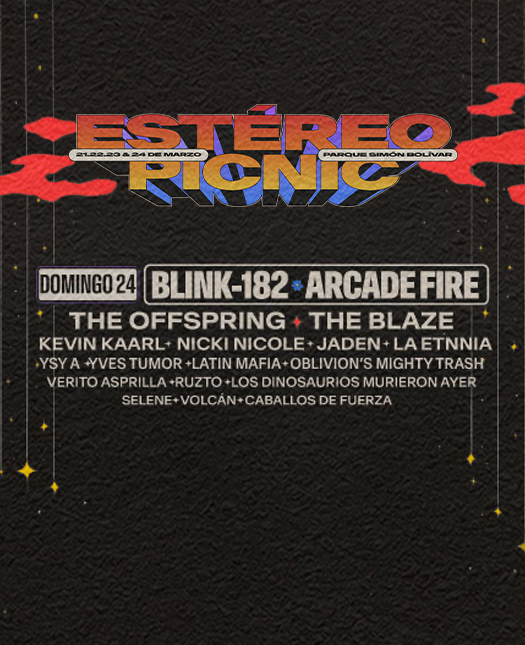 ESTÉREO
21.22.23 & 24 DE MARZO PARQUE SIMÓN BOLÍVAR
PICNIC
DOMINGO 24 BLINK-182 ARCADE FIRE
THE OFFSPRING THE BLAZE
KEVIN KAARL NICKI NICOLE JADEN LA ETNNIA
YSY A YVES TUMOR LATIN MAFIA OBLIVION'S MIGHTY TRASH
VERITO ASPRILLA RUZTO LOS DINOSAURIOS MURIERON AYER
SELENE VOLCÁN CABALLOS DE FUERZA